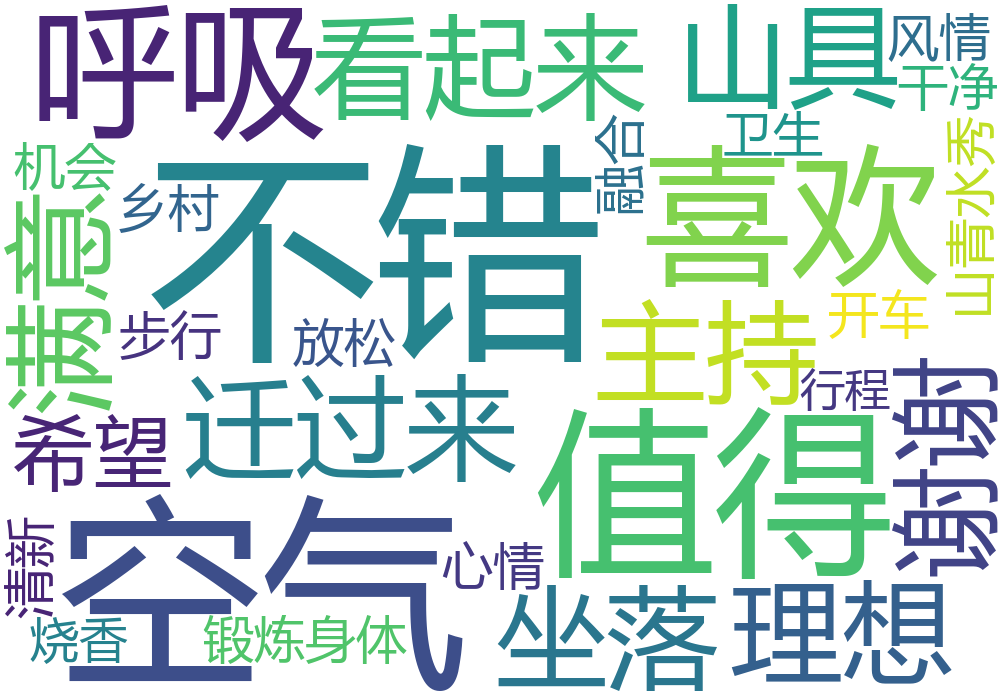 呼吸
看起来
山具
风情
干净
卫生
机会
乡村
不错
融合
喜欢
山青水秀
满意
步行
放松
开车
主持
行程
谢谢
希望
迁过来
值得
清新
空气
心情
烧香
锻炼身体
坐落
理想